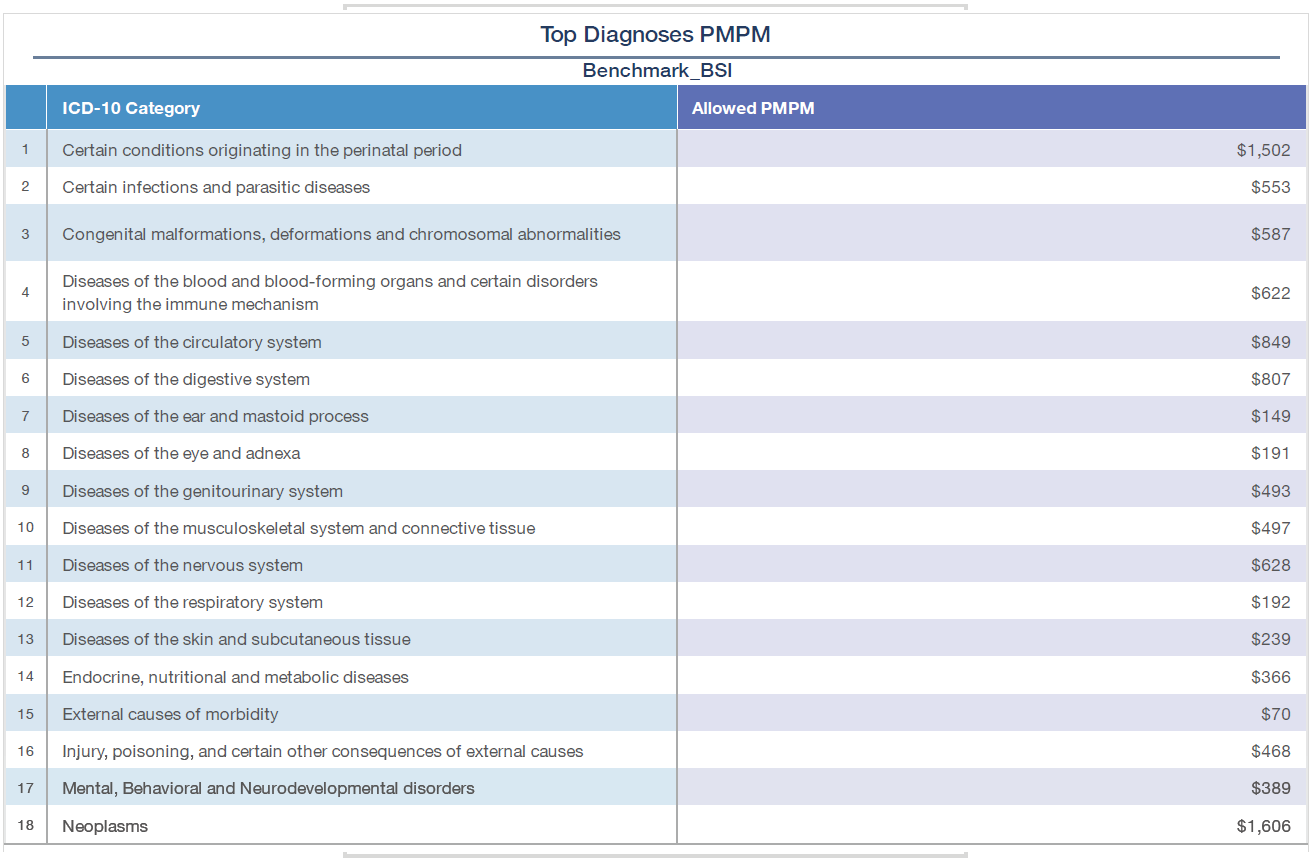 Top Diagnoses PMPM
Benchmark_BSI
ICD-10 Category Allowed PMPM
1 Certain conditions originating in the perinatal period $1,502
2 Certain infections and parasitic diseases $553
3 Congenital malformations, deformations and chromosomal abnormalities $587
4 Diseases of the blood and blood-forming organs and certain disorders
involving the immune mechanism $622
5 Diseases of the circulatory system $849
6 Diseases of the digestive system $807
7 Diseases of the ear and mastoid process $149
8 Diseases of the eye and adnexa $191
9 Diseases of the genitourinary system $493
10 Diseases of the musculoskeletal system and connective tissue $497
11 Diseases of the nervous system $628
12 Diseases of the respiratory system $192
13 Diseases of the skin and subcutaneous tissue $239
14 Endocrine, nutritional and metabolic diseases $366
15 External causes of morbidity $70
16 Injury, poisoning, and certain other consequences of external causes $468
17 Mental, Behavioral and Neurodevelopmental disorders $389
18 Neoplasms $1,606